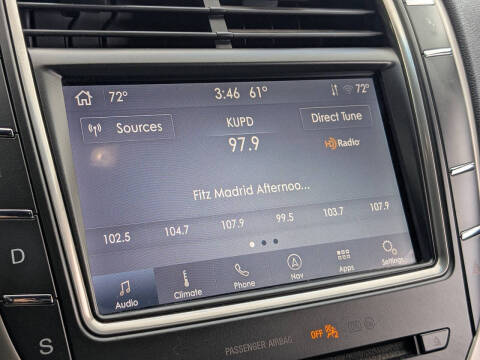 72° 3:46 61° 72°
Sources KUPD Direct Tune
97.9 HD Radio
Fitz Madrid Afternoo...
102.5 104.7 107.9 99.5 103.7 107.9
Audio Climate Phone Nav Apps Settings
D
PASSENGER AIRBAG OFF
S